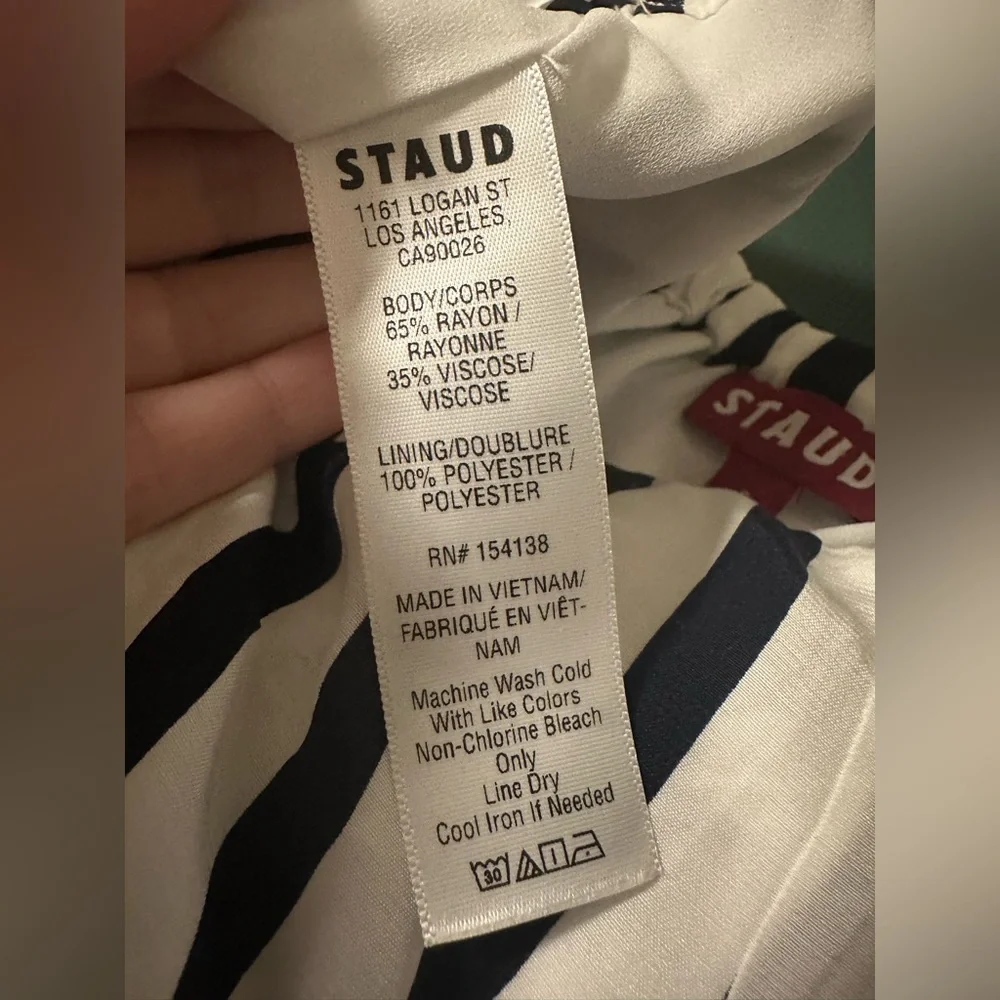 STAUD
1161 LOGAN ST
LOS ANGELES,
CA90026
BODY/CORPS
65% RAYON /
RAYONNE
35% VISCOSE/
VISCOSE
LINING/DOUBLURE
100% POLYESTER /
POLYESTER
RN# 154138
MADE IN VIETNAM/
FABRIQUÉ EN VIÊT-
NAM
Machine Wash Cold
With Like Colors
Non-Chlorine Bleach
Only
Line Dry
Cool Iron If Needed
30
STAUD